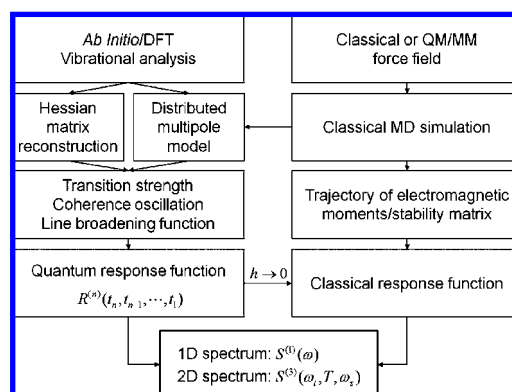 Ab Initio/DFT
Vibrational analysis
Classical or QM/MM
force field
Hessian
matrix
reconstruction
Distributed
multipole
model
Classical MD simulation
Transition strength
Coherence oscillation
Line broadening function
Trajectory of electromagnetic
moments/stability matrix
Quantum response function
R⁽ⁿ⁾(tₙ,tₙ₋₁,⋯,t₁)
h→0
Classical response function
1D spectrum: S⁽¹⁾(ω)
2D spectrum: S⁽³⁾(ωₜ,T,ωτ)